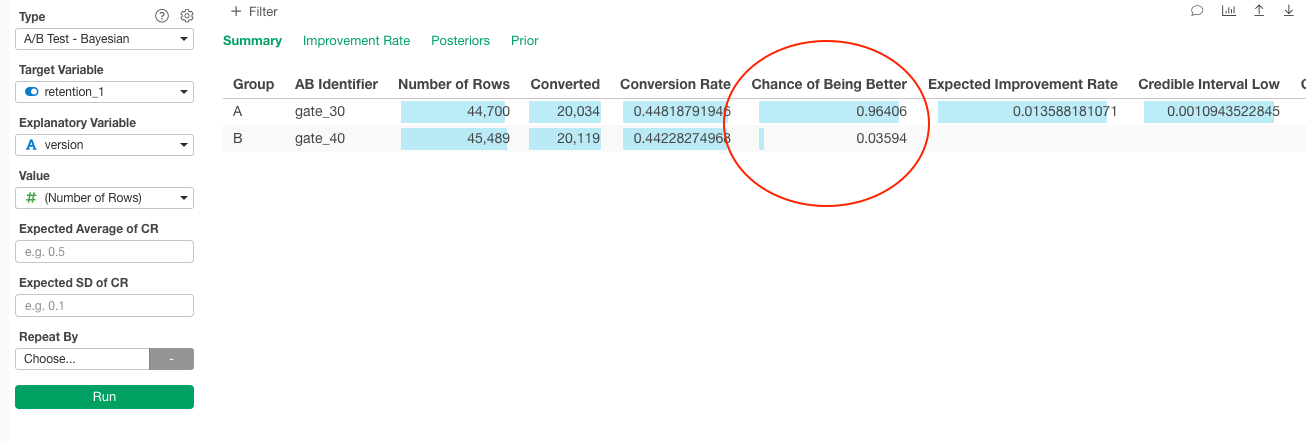 Type
A/B Test - Bayesian
Target Variable
retention_1
Explanatory Variable
A version
Value
# (Number of Rows)
Expected Average of CR
e.g. 0.5
Expected SD of CR
e.g. 0.1
Repeat By
Choose... -
Run
+ Filter
Summary Improvement Rate Posteriors Prior
Group AB Identifier Number of Rows Converted Conversion Rate Chance of Being Better Expected Improvement Rate Credible Interval Low C
A gate_30 44,700 20,034 0.44818791946 0.96406 0.013588181071 0.0010943522845
B gate_40 45,489 20,119 0.44228274968 0.03594